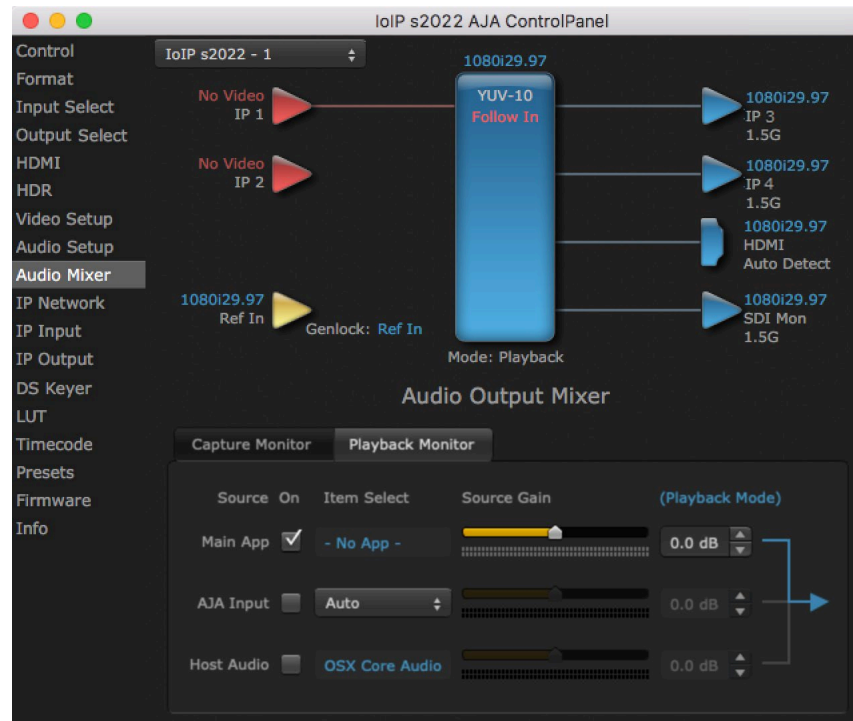 IoIP s2022 AJA ControlPanel
Control
Format
Input Select
Output Select
HDMI
HDR
Video Setup
Audio Setup
Audio Mixer
IP Network
IP Input
IP Output
DS Keyer
LUT
Timecode
Presets
Firmware
Info
IoIP s2022 - 1
1080i29.97
YUV-10
Follow In
No Video
IP 1
No Video
IP 2
1080i29.97
Ref In
Genlock: Ref In
Mode: Playback
1080i29.97
IP 3
1.5G
1080i29.97
IP 4
1.5G
1080i29.97
HDMI
Auto Detect
1080i29.97
SDI Mon
1.5G
Audio Output Mixer
Capture Monitor Playback Monitor
Source On Item Select Source Gain (Playback Mode)
Main App - No App - 0.0 dB
AJA Input Auto 0.0 dB
Host Audio OSX Core Audio 0.0 dB